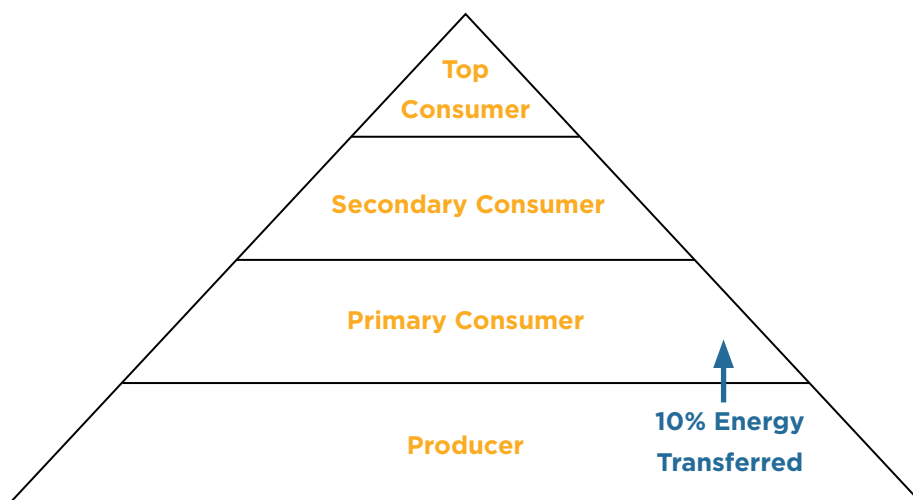 Top
Consumer
Secondary Consumer
Primary Consumer
Producer
10% Energy
Transferred